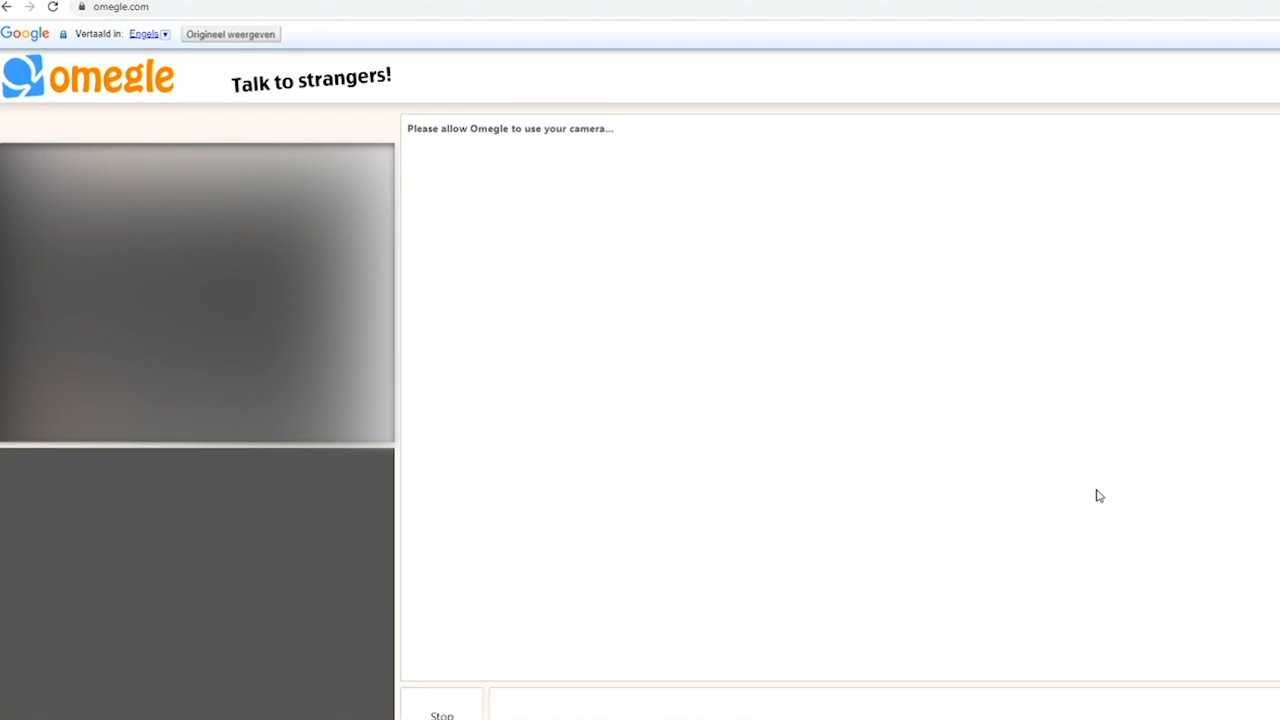 omegle.com
Google Vertaald in: Engels Origineel weergeven
omegle Talk to strangers!
Please allow Omegle to use your camera...
Stop